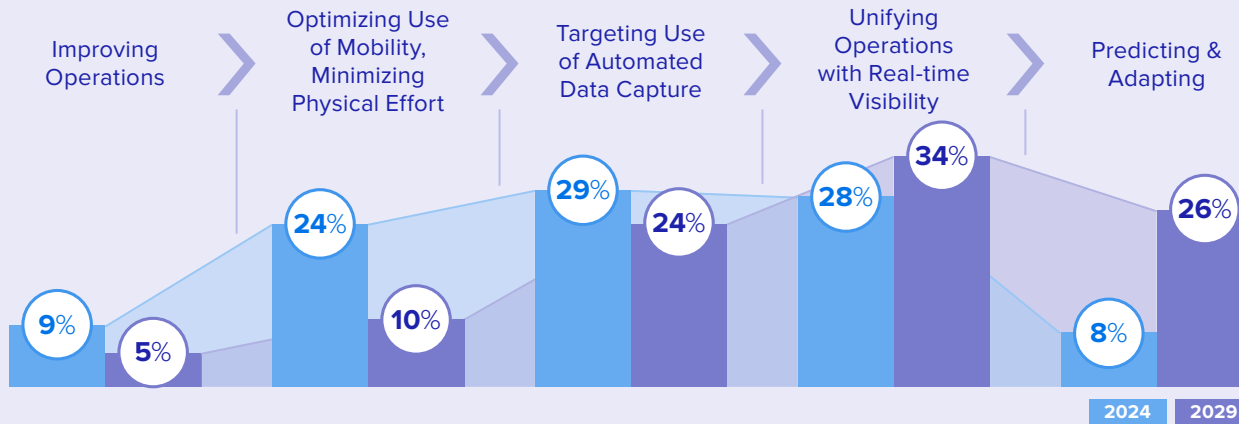 Improving
Operations
Optimizing Use
of Mobility,
Minimizing
Physical Effort
Targeting Use
of Automated
Data Capture
Unifying
Operations
with Real-time
Visibility
Predicting &
Adapting
9%
5%
24%
10%
29%
24%
28%
34%
8%
26%
2024
2029